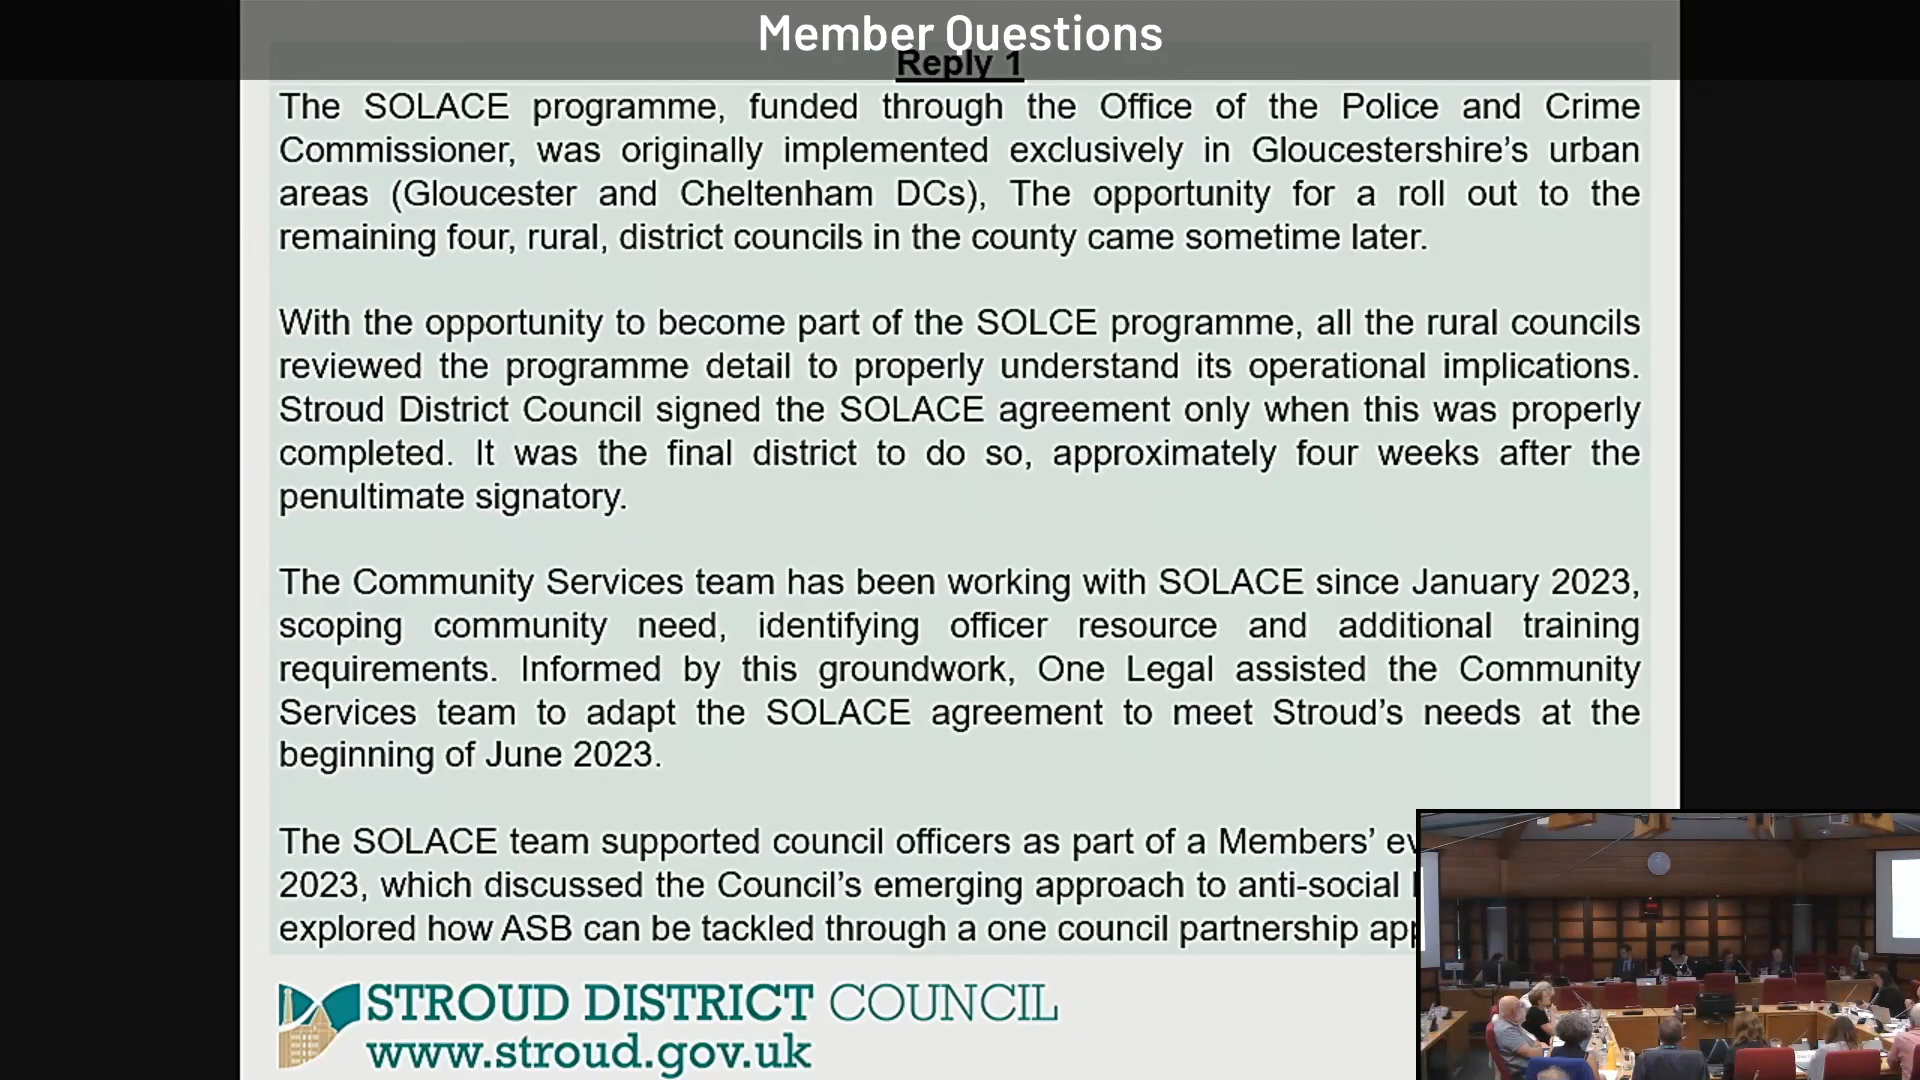 Member Questions
Reply 1
The SOLACE programme, funded through the Office of the Police and Crime
Commissioner, was originally implemented exclusively in Gloucestershire’s urban
areas (Gloucester and Cheltenham DCs), The opportunity for a roll out to the
remaining four, rural, district councils in the county came sometime later.
With the opportunity to become part of the SOLCE programme, all the rural councils
reviewed the programme detail to properly understand its operational implications.
Stroud District Council signed the SOLACE agreement only when this was properly
completed. It was the final district to do so, approximately four weeks after the
penultimate signatory.
The Community Services team has been working with SOLACE since January 2023,
scoping community need, identifying officer resource and additional training
requirements. Informed by this groundwork, One Legal assisted the Community
Services team to adapt the SOLACE agreement to meet Stroud’s needs at the
beginning of June 2023.
The SOLACE team supported council officers as part of a Members’
2023, which discussed the Council’s emerging approach to anti-social
explored how ASB can be tackled through a one council partnership
STROUD DISTRICT COUNCIL
www.stroud.gov.uk